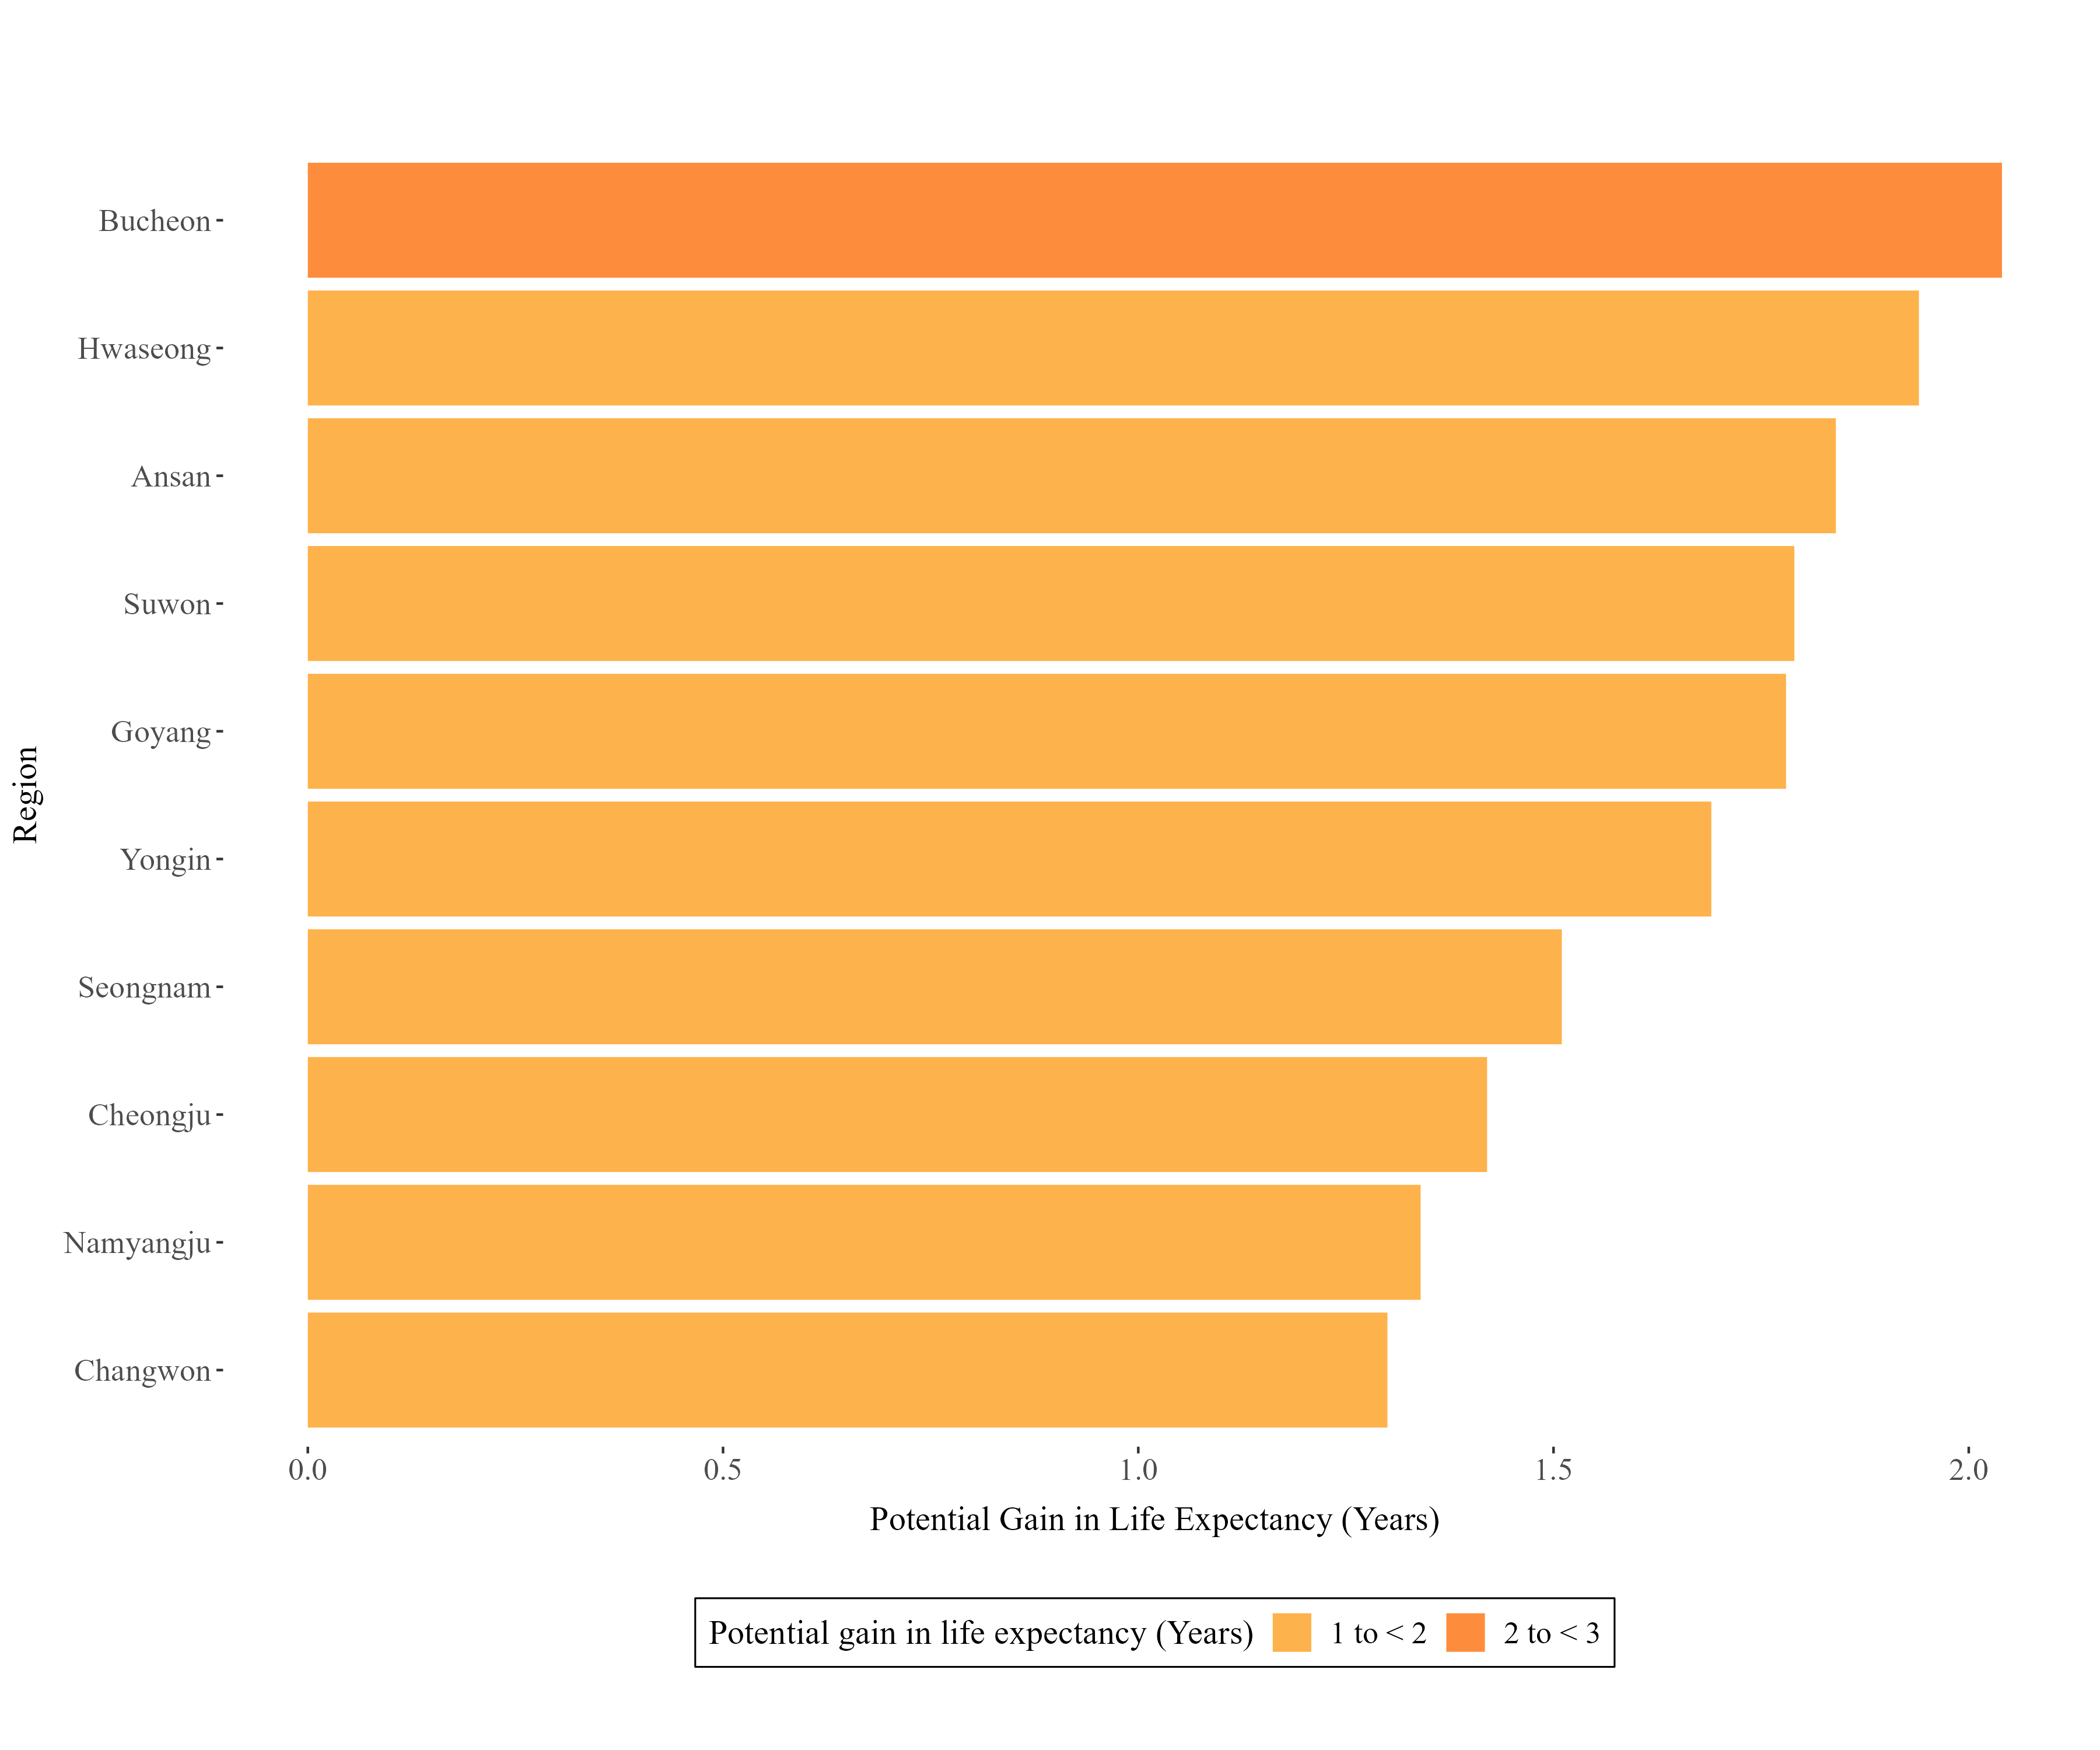 Bucheon
Hwaseong
Ansan
Suwon
Goyang
Yongin
Seongnam
Cheongju
Namyangju
Changwon
Region
0.0 0.5 1.0 1.5 2.0
Potential Gain in Life Expectancy (Years)
Potential gain in life expectancy (Years) 1 to < 2 2 to < 3